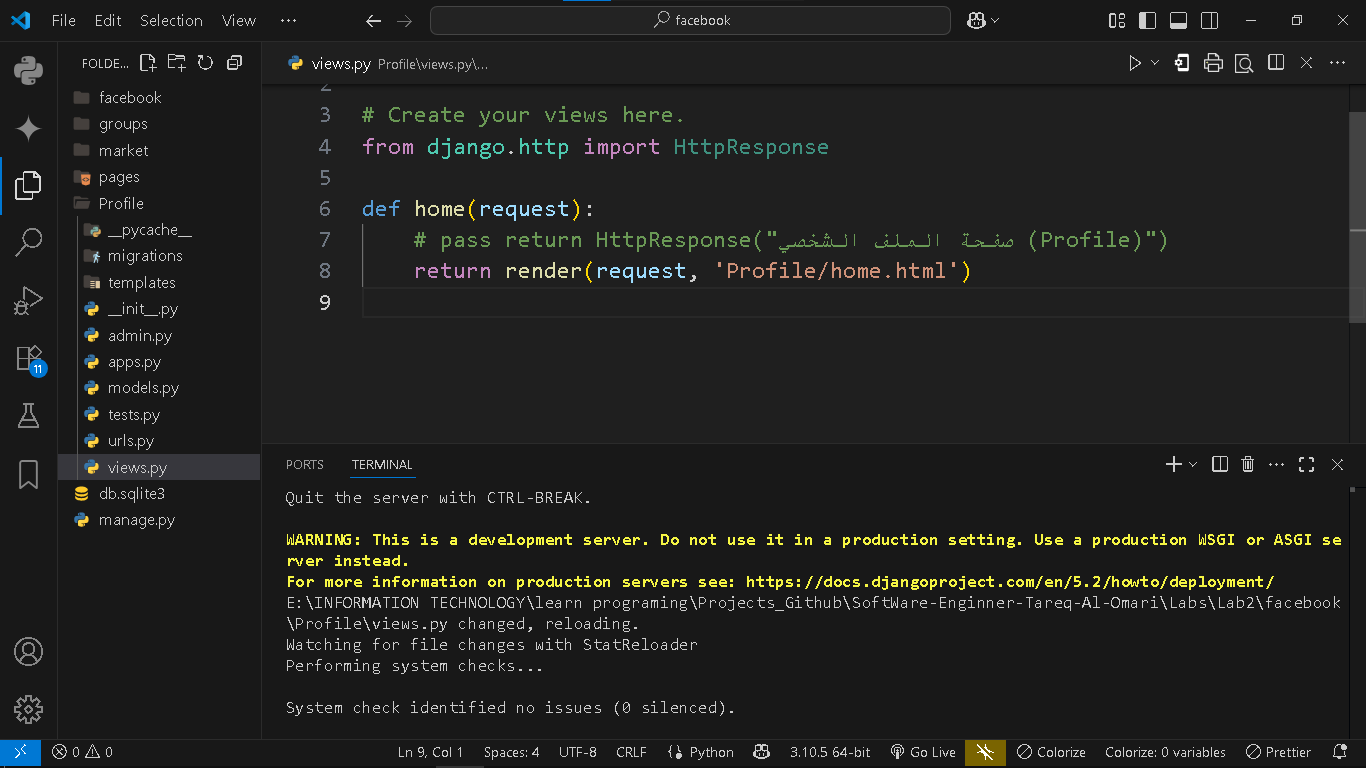 File Edit Selection View ··· facebook
FOLDE...
facebook
groups
market
pages
Profile
__pycache__
migrations
templates
__init__.py
admin.py
apps.py
models.py
tests.py
urls.py
views.py
db.sqlite3
manage.py
11
views.py Profile\views.py\...
2
3 # Create your views here.
4 from django.http import HttpResponse
5
6 def home(request):
7 # pass return HttpResponse("صفحة الملف الشخصي (Profile)")
8 return render(request, 'Profile/home.html')
9
PORTS TERMINAL
Quit the server with CTRL-BREAK.
WARNING: This is a development server. Do not use it in a production setting. Use a production WSGI or ASGI se
rver instead.
For more information on production servers see: https://docs.djangoproject.com/en/5.2/howto/deployment/
E:\INFORMATION TECHNOLOGY\learn programing\Projects_Github\SoftWare-Enginner-Tareq-Al-Omari\Labs\Lab2\facebook
\Profile\views.py changed, reloading.
Watching for file changes with StatReloader
Performing system checks...
System check identified no issues (0 silenced).
0 0 Ln 9, Col 1 Spaces: 4 UTF-8 CRLF Python 3.10.5 64-bit Go Live Colorize Colorize: 0 variables Prettier